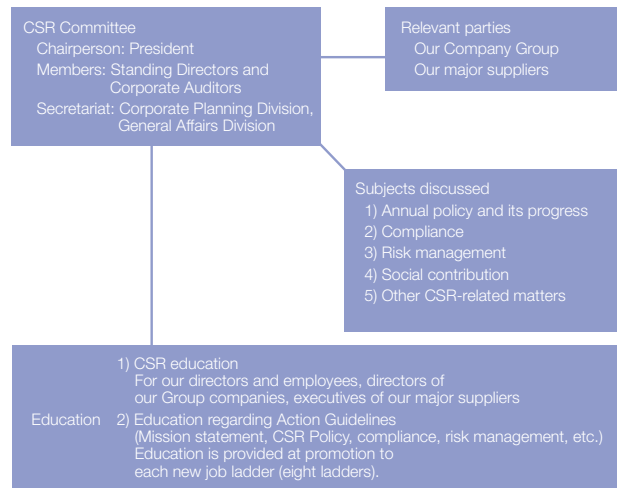 CSR Committee
Chairperson: President
Members: Standing Directors and
Corporate Auditors
Secretariat: Corporate Planning Division,
General Affairs Division
Relevant parties
Our Company Group
Our major suppliers
Subjects discussed
1) Annual policy and its progress
2) Compliance
3) Risk management
4) Social contribution
5) Other CSR-related matters
Education
1) CSR education
For our directors and employees, directors of
our Group companies, executives of our major suppliers
2) Education regarding Action Guidelines
(Mission statement, CSR Policy, compliance, risk management, etc.)
Education is provided at promotion to
each new job ladder (eight ladders).